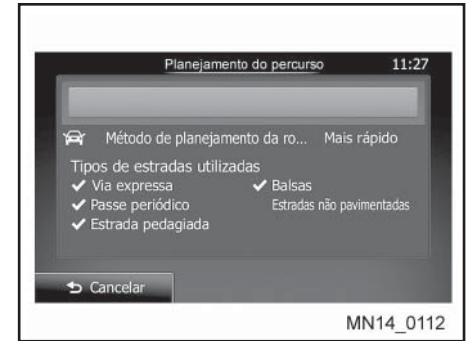 Planejamento do percurso 11:27
Método de planejamento da ro... Mais rápido
Tipos de estradas utilizadas
✓ Via expressa ✓ Balsas
✓ Passe periódico Estradas não pavimentadas
✓ Estrada pedagiada
Cancelar
MN14_0112